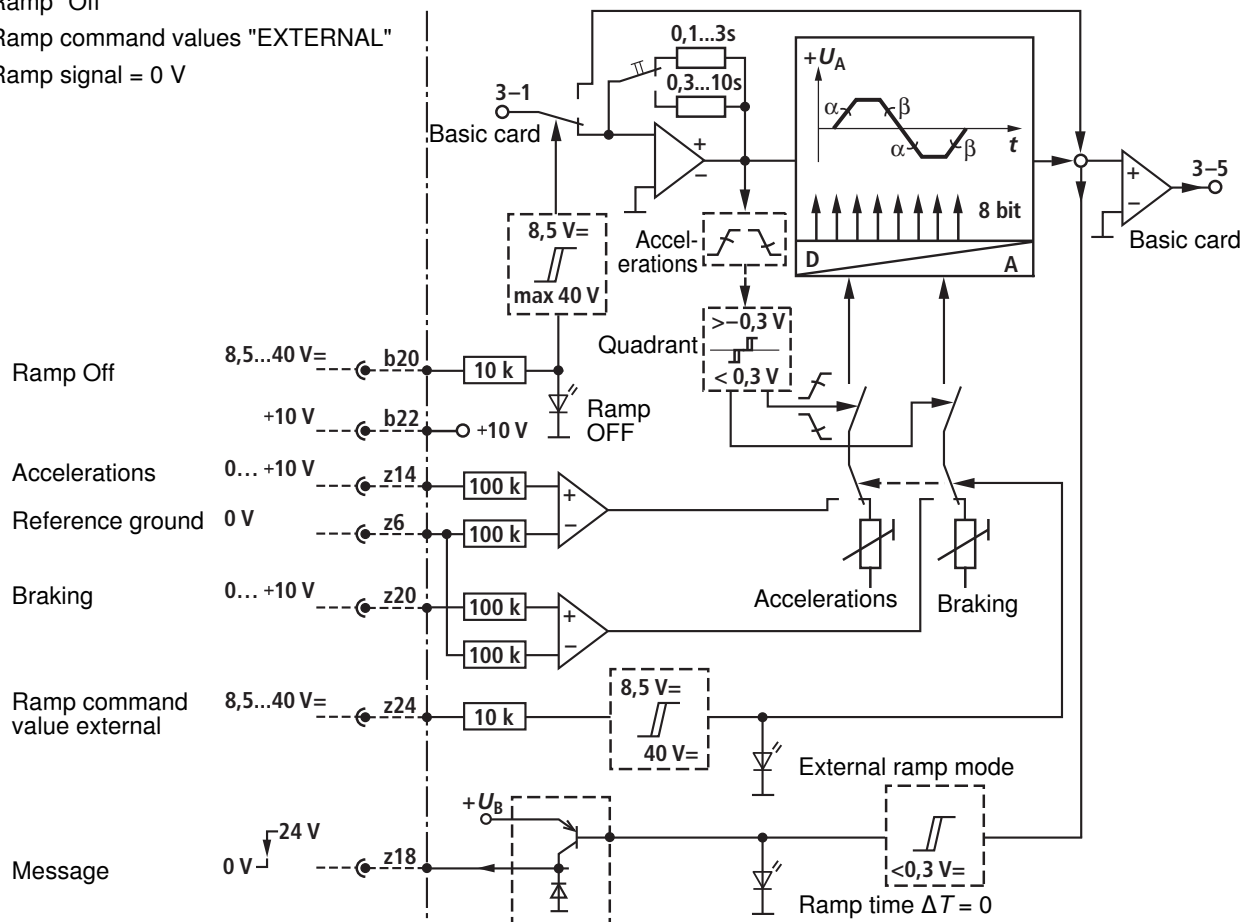 Ramp "Off"
Ramp command values "EXTERNAL"
Ramp signal = 0 V
0,1...3s
0,3...10s
3–1
Basic card
+U_A
α
β
α
β
t
8 bit
D
A
3–5
Basic card
8,5 V=
max 40 V
Accel-
erations
>–0,3 V
Quadrant
< 0,3 V
Ramp Off
8,5...40 V=
b20
10 k
Ramp
OFF
+10 V
b22
+10 V
Accelerations
0... +10 V
z14
100 k
+
–
Reference ground
0 V
z6
100 k
Braking
0... +10 V
z20
100 k
+
–
100 k
Accelerations
Braking
Ramp command
value external
8,5...40 V=
z24
10 k
8,5 V=
40 V=
External ramp mode
+U_B
24 V
0 V
Message
z18
<0,3 V=
Ramp time ΔT = 0